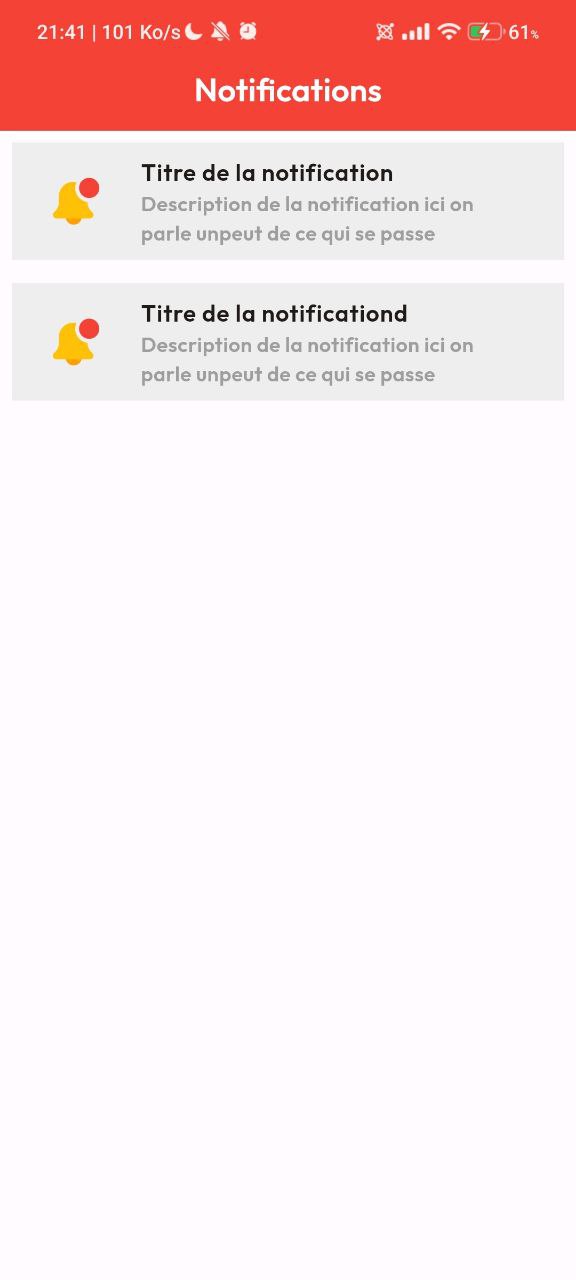 21:41 | 101 Ko/s 61%
Notifications
Titre de la notification
Description de la notification ici on
parle unpeut de ce qui se passe
Titre de la notificationd
Description de la notification ici on
parle unpeut de ce qui se passe